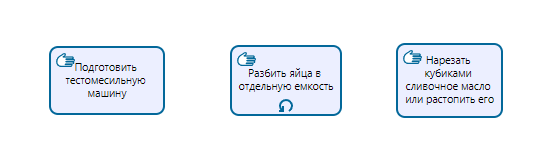 Подготовить
тестомесильную
машину
Разбить яйца в
отдельную емкость
Нарезать
кубиками
сливочное масло
или растопить его